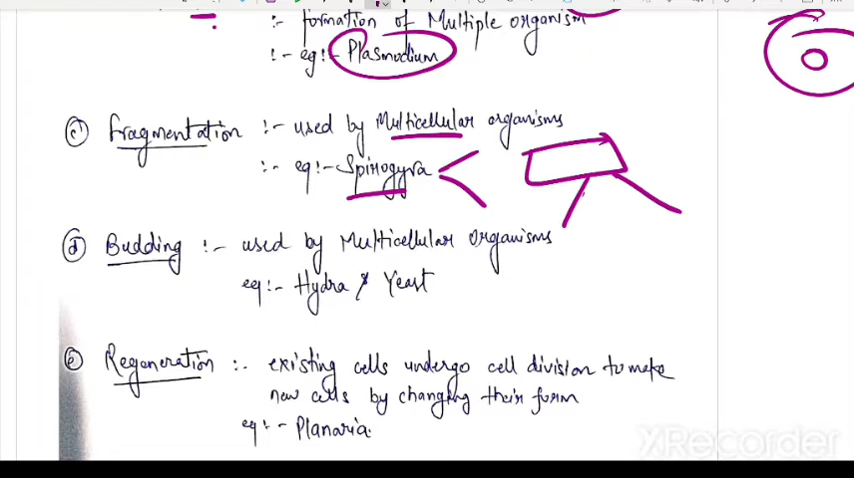 :- formation of Multiple organism
:- eg:- Plasmodium
(c) Fragmentation :- used by Multicellular organisms
:- eg:- Spirogyra
(d) Budding :- used by Multicellular Organisms
eg:- Hydra & Yeast
(e) Regeneration :- existing cells undergo cell division to make
new cells by changing their form
eg:- Planaria.
XRecorder